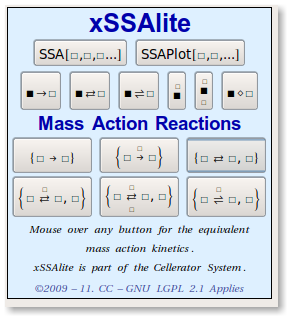 xSSAlite
SSA[□,□,□...] SSAPlot[□,□,...]
■→□ ■⇄□ ■⇌□ □■ □■□ ■⋄□
Mass Action Reactions
{□ → □} {□ →□ □} {□ ⇄ □, □}
{□ ⇄□ □, □} {□ ⇄□□ □, □} {□ ⇌□ □, □}
Mouse over any button for the equivalent
mass action kinetics.
xSSAlite is part of the Cellerator System.
©2009 – 11. CC – GNU LGPL 2.1 Applies